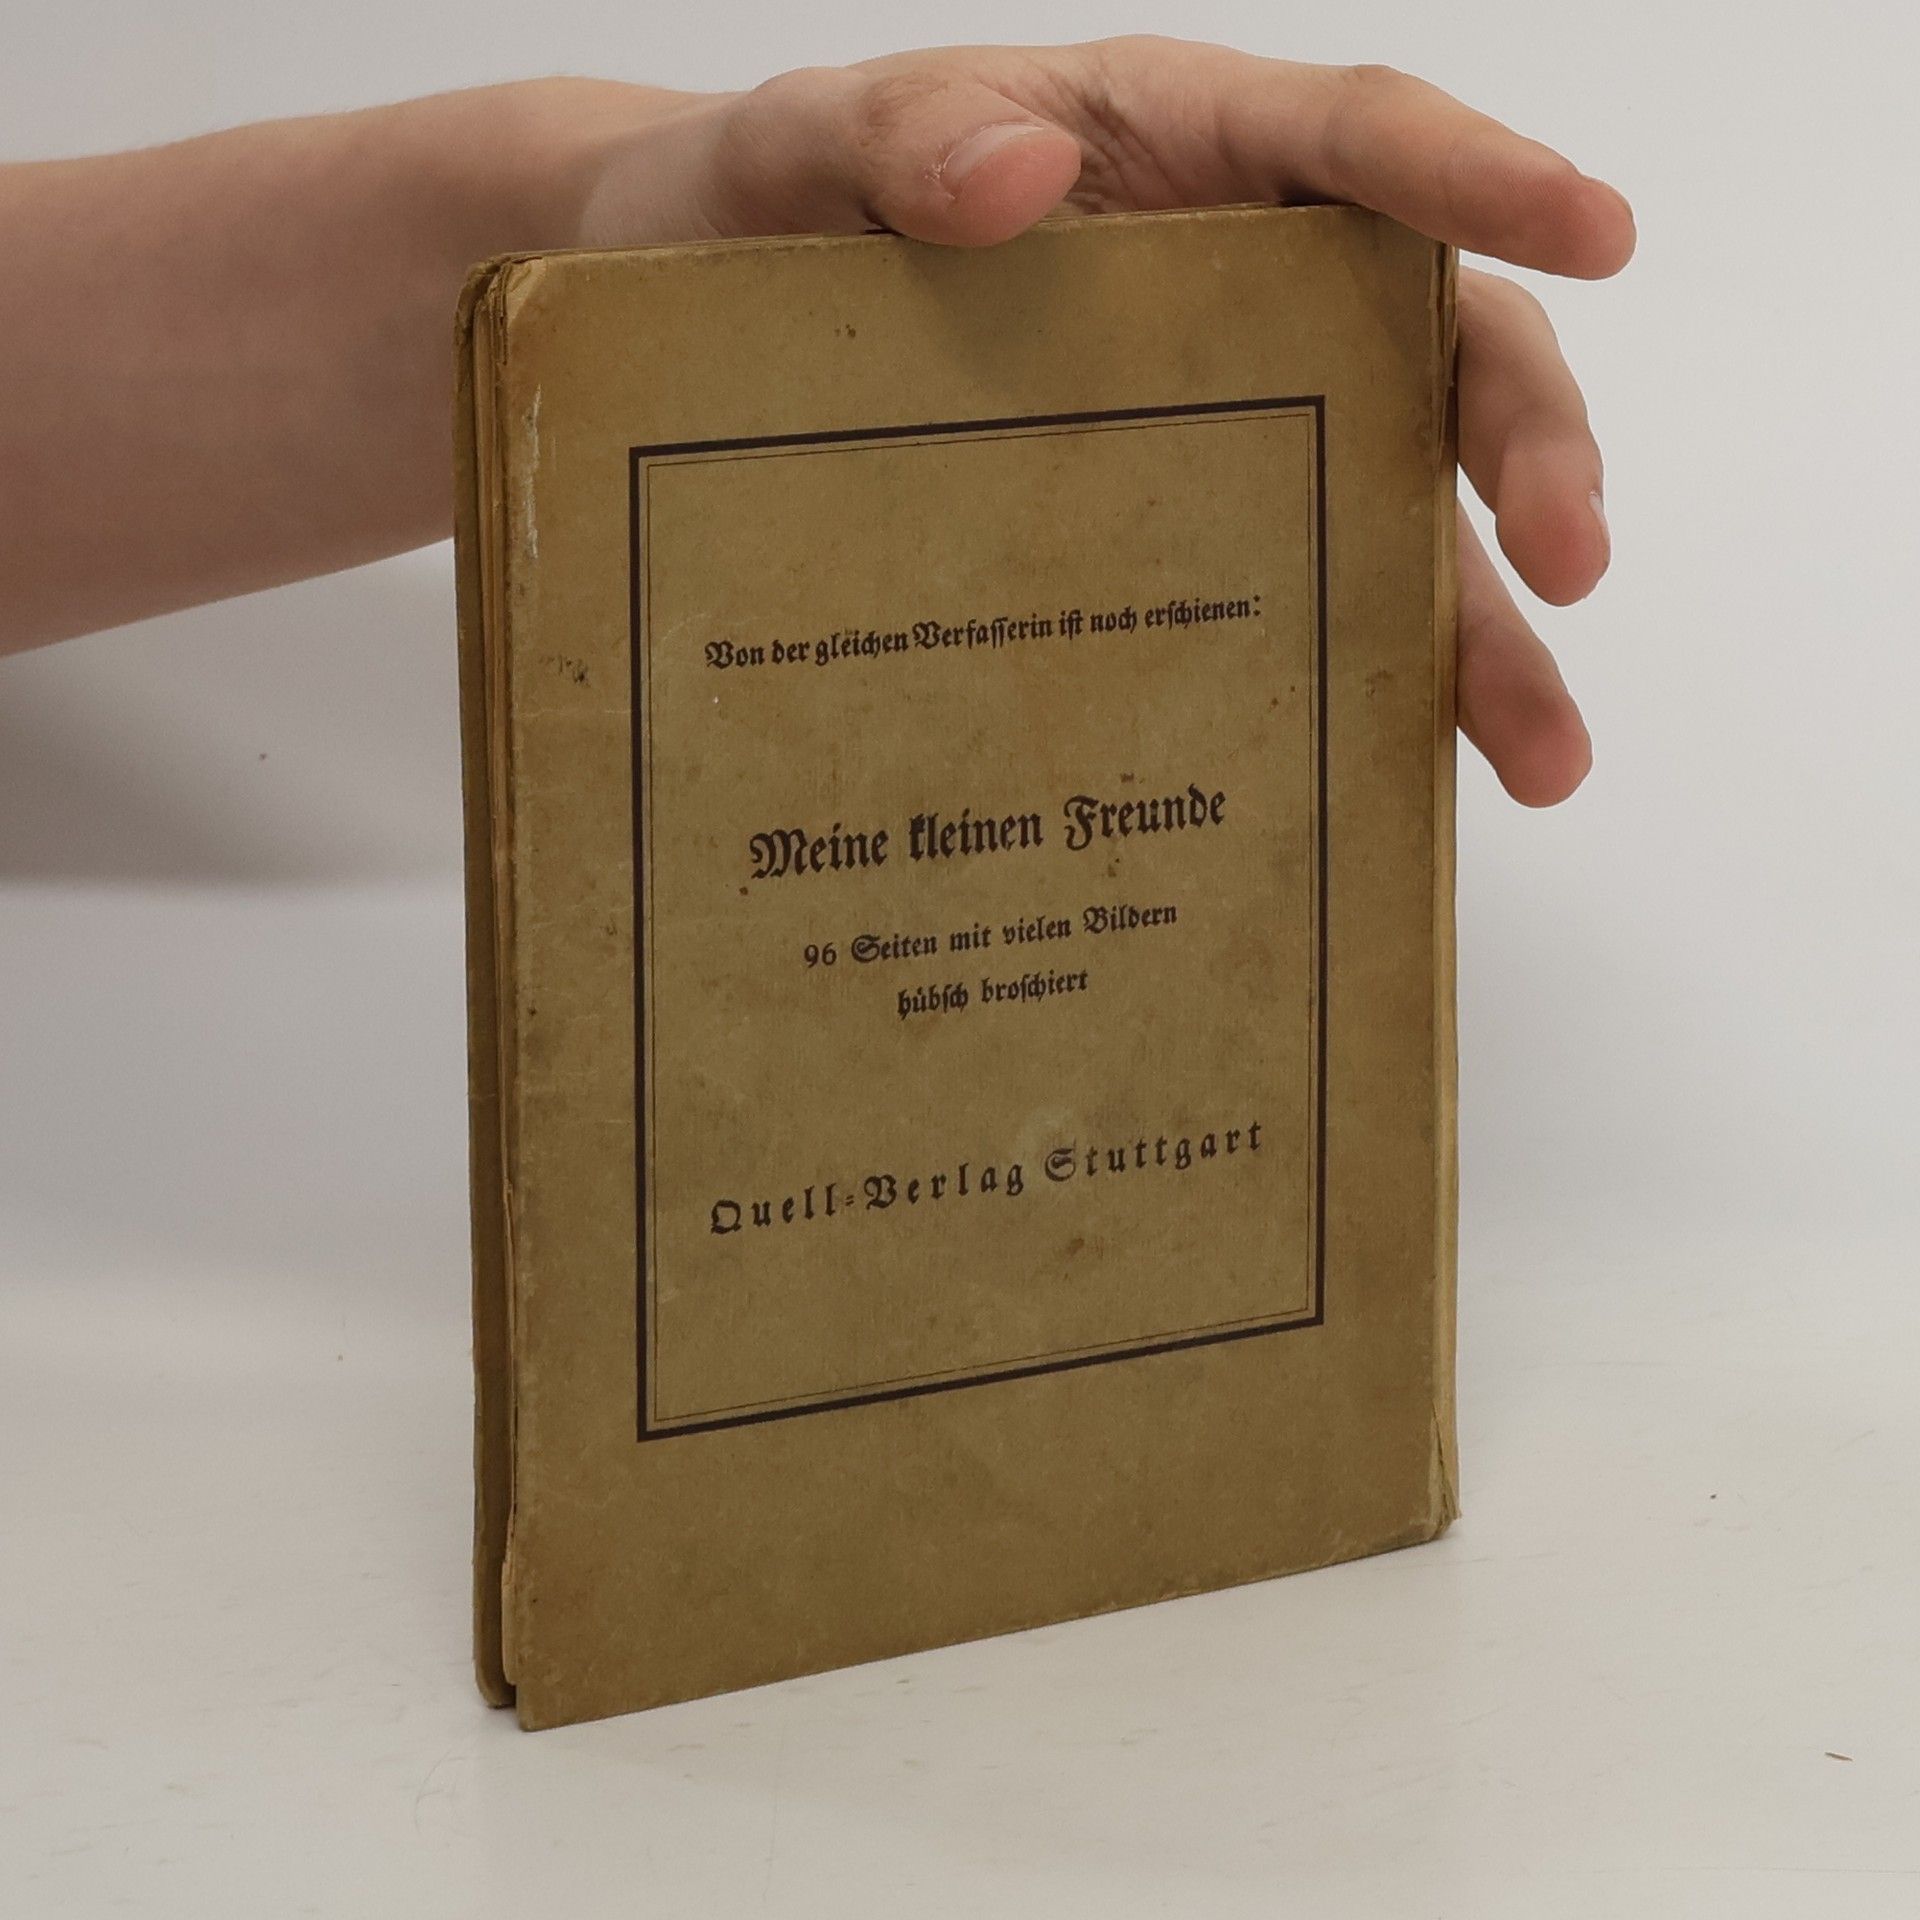 Von der gleichen Verfasserin ist noch erschienen:
Meine kleinen Freunde
96 Seiten mit vielen Bildern
hübsch broschiert
Quell-Verlag Stuttgart